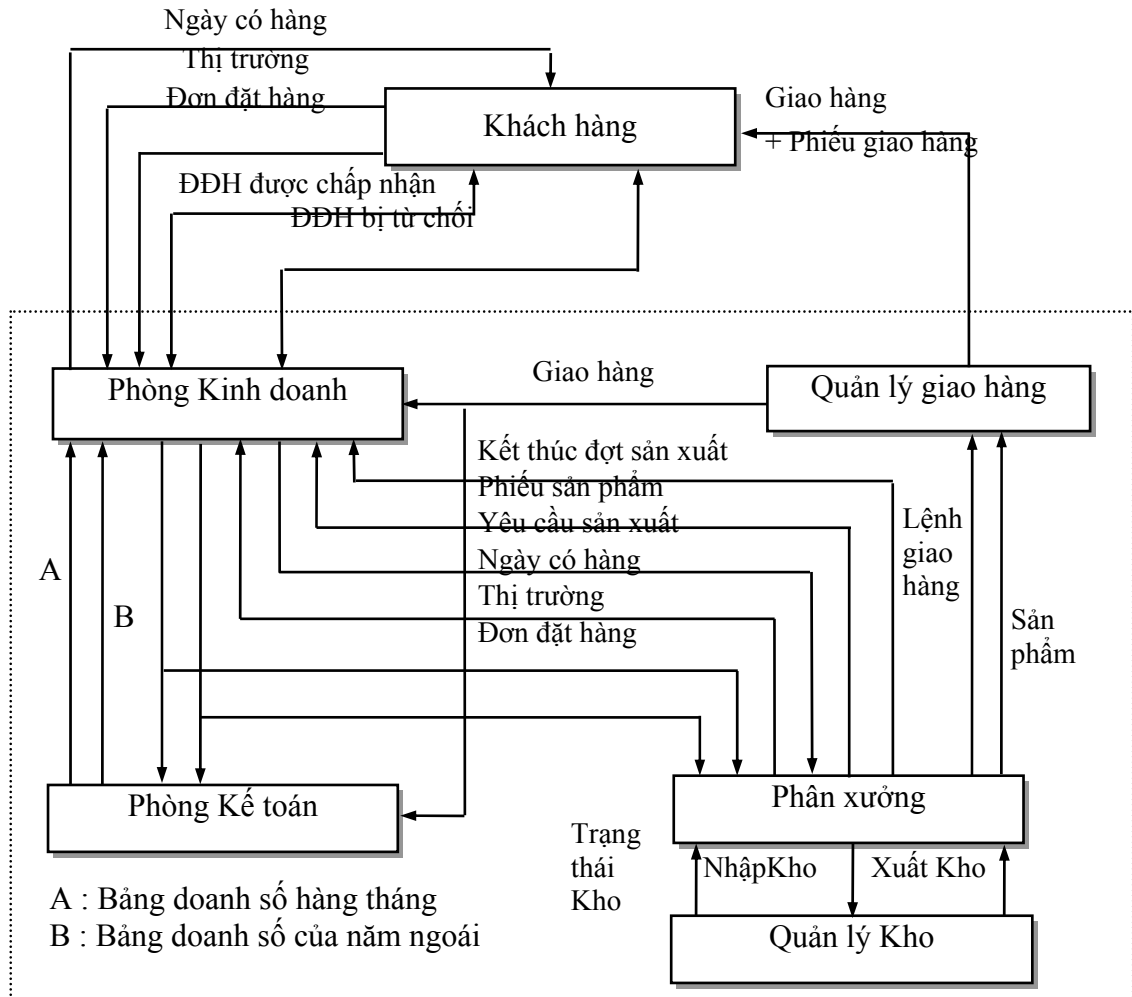 Ngày có hàng
Thị trường
Đơn đặt hàng
Khách hàng
Giao hàng
+ Phiếu giao hàng
ĐĐH được chấp nhận
ĐĐH bị từ chối
Phòng Kinh doanh
Giao hàng
Quản lý giao hàng
Kết thúc đợt sản xuất
Phiếu sản phẩm
Yêu cầu sản xuất
Ngày có hàng
Thị trường
Đơn đặt hàng
Lệnh
giao
hàng
A
B
Sản
phẩm
Phòng Kế toán
Phân xưởng
Trạng
thái
Kho
NhậpKho
Xuất Kho
Quản lý Kho
A : Bảng doanh số hàng tháng
B : Bảng doanh số của năm ngoái